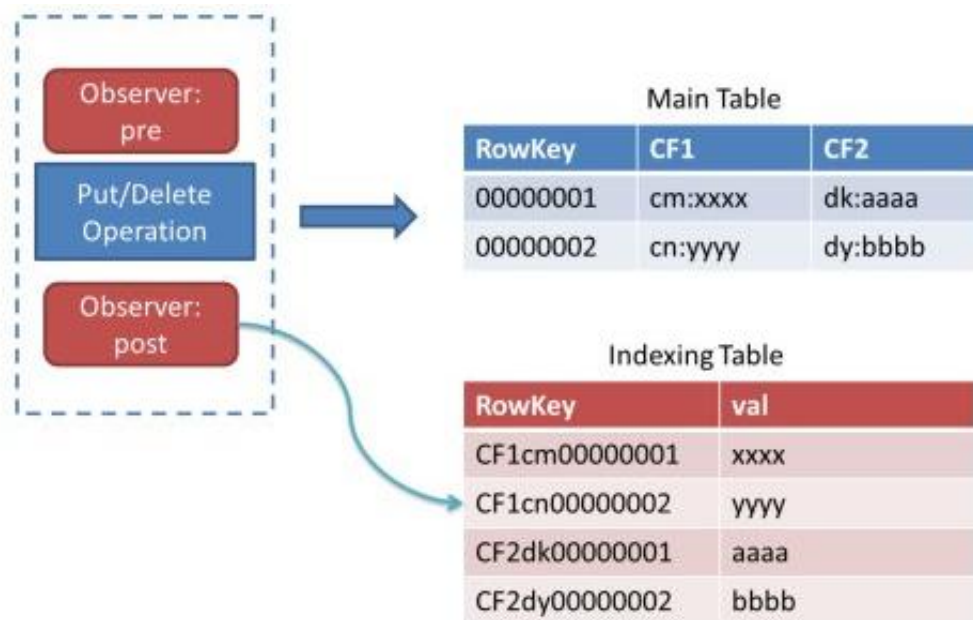 Observer:
pre
Put/Delete
Operation
Observer:
post
Main Table
RowKey CF1 CF2
00000001 cm:xxxx dk:aaaa
00000002 cn:yyyy dy:bbbb
Indexing Table
RowKey val
CF1cm00000001 xxxx
CF1cn00000002 yyyy
CF2dk00000001 aaaa
CF2dy00000002 bbbb